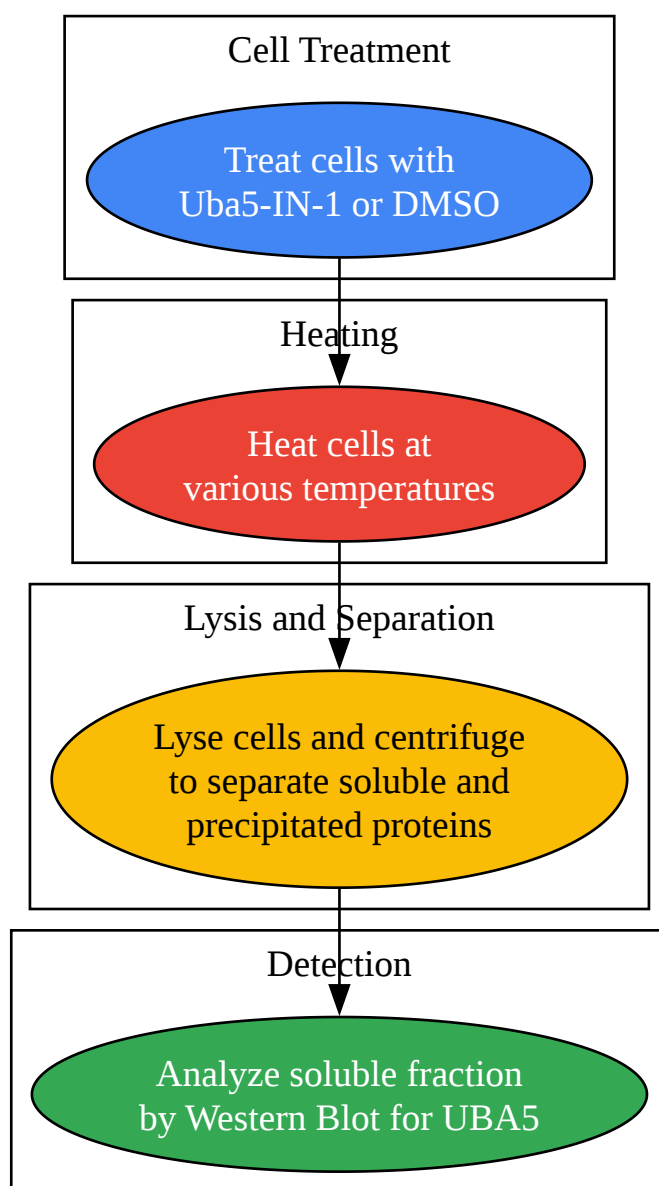 Cell Treatment
Treat cells with
Uba5-IN-1 or DMSO
Heating
Heat cells at
various temperatures
Lysis and Separation
Lyse cells and centrifuge
to separate soluble and
precipitated proteins
Detection
Analyze soluble fraction
by Western Blot for UBA5